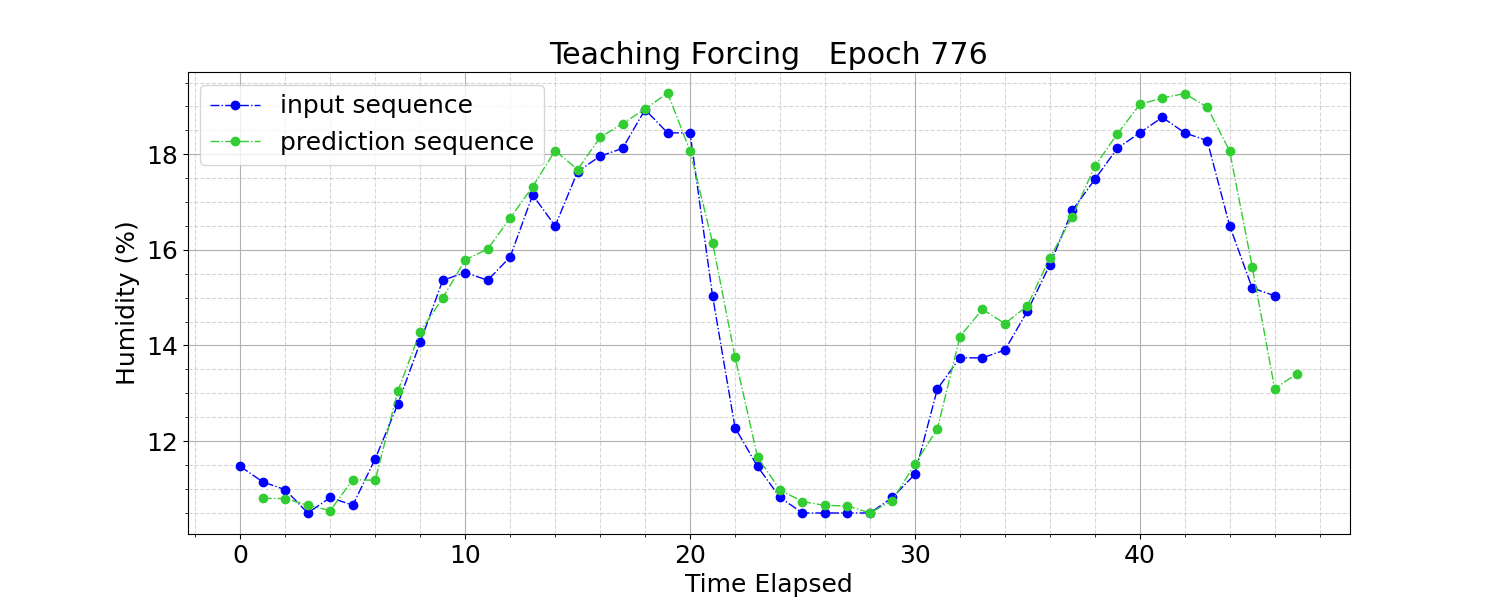 Teaching Forcing   Epoch 776
input sequence
prediction sequence
Humidity (%)
18
16
14
12
0 10 20 30 40
Time Elapsed